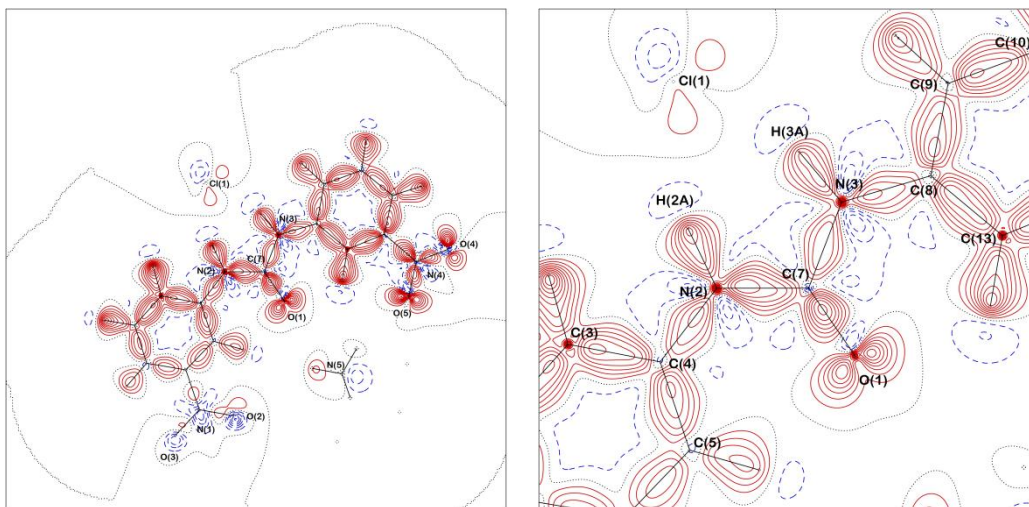 Cl(1)
N(3)
O(4)
C(7)
N(2)
N(4)
O(1)
O(5)
N(5)
O(2)
N(1)
O(3)
C(10)
Cl(1)
C(9)
H(3A)
N(3)
H(2A)
C(8)
C(13)
C(7)
N(2)
C(3)
C(4)
O(1)
C(5)